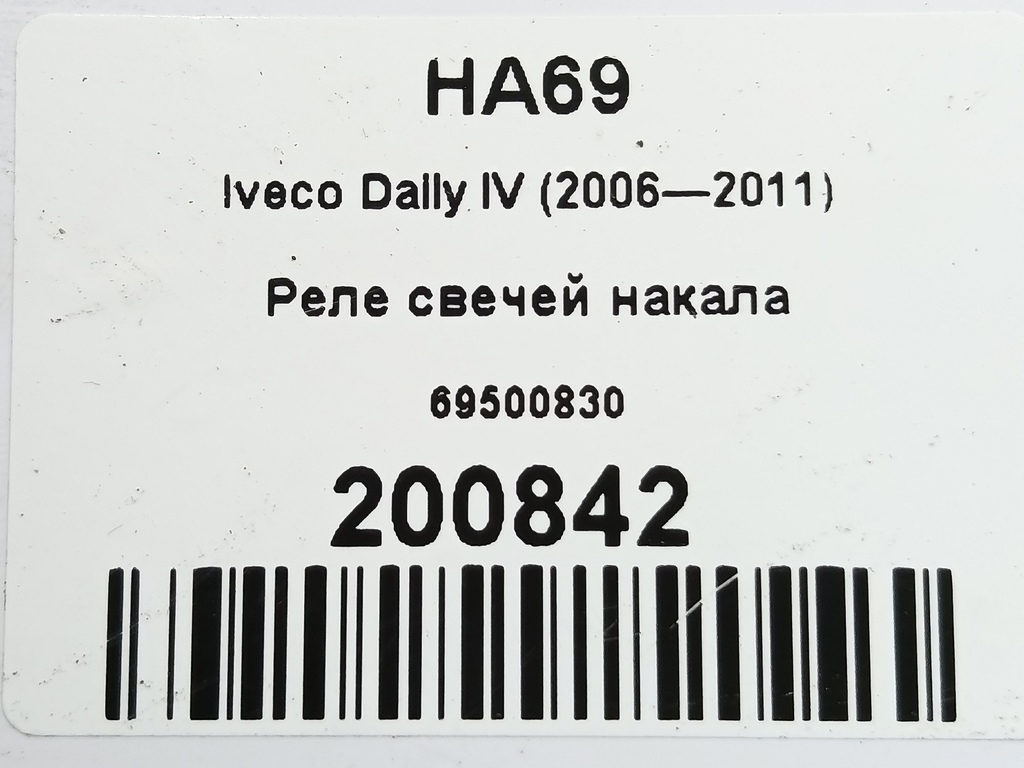 HA69
Iveco Daily IV (2006—2011)
Реле свечей накала
69500830
200842